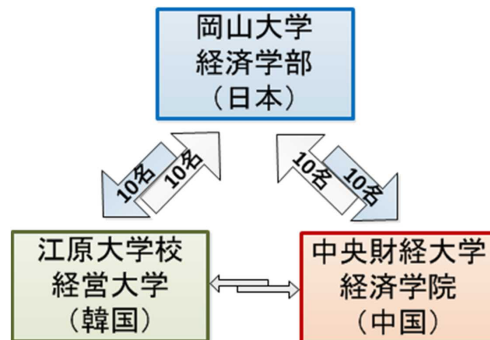 岡山大学
経済学部
（日本）
10名
10名
10名
10名
江原大学校
経営大学
（韓国）
中央財経大学
経済学院
（中国）